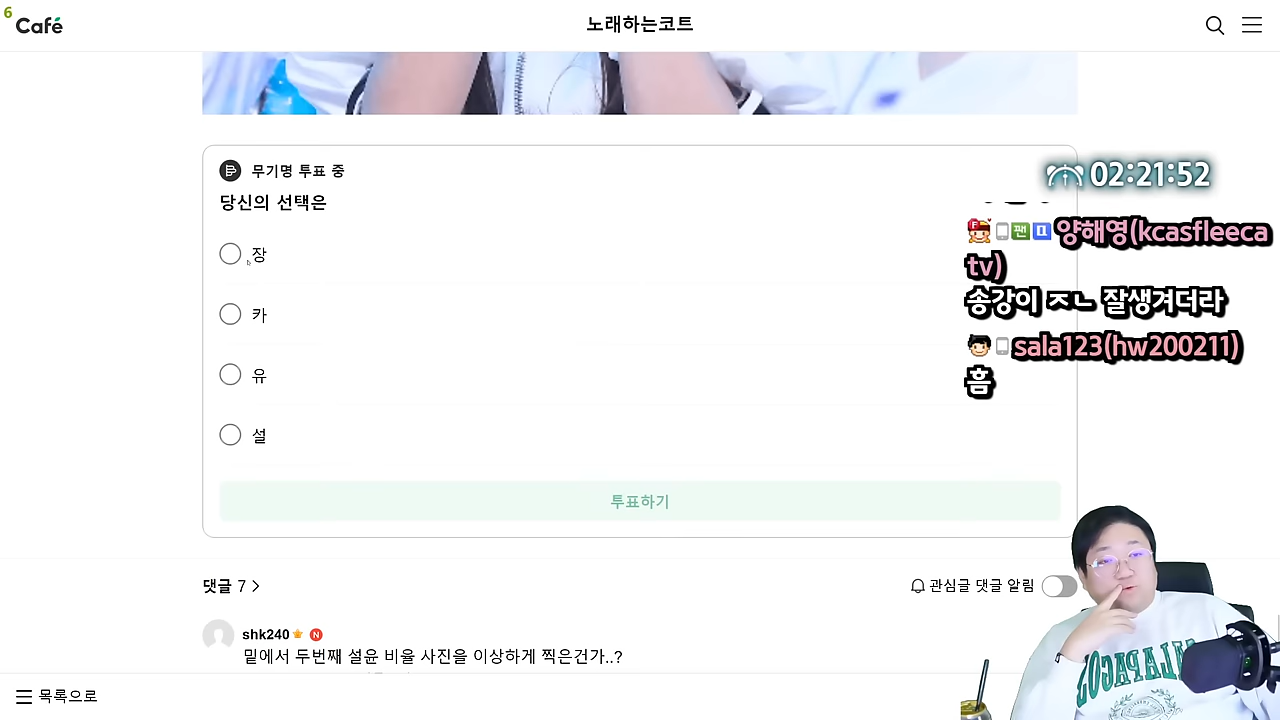 6
Café
노래하는코트
무기명 투표 중
당신의 선택은
장
카
유
설
투표하기
댓글 7
관심글 댓글 알림
shk240
N
밑에서 두번째 설윤 비율 사진을 이상하게 찍은건가..?
목록으로
02:21:52
F 팬 양해영(kcasfleeca
tv)
송강이 ㅈㄴ 잘생겨더라
sala123(hw200211)
흠